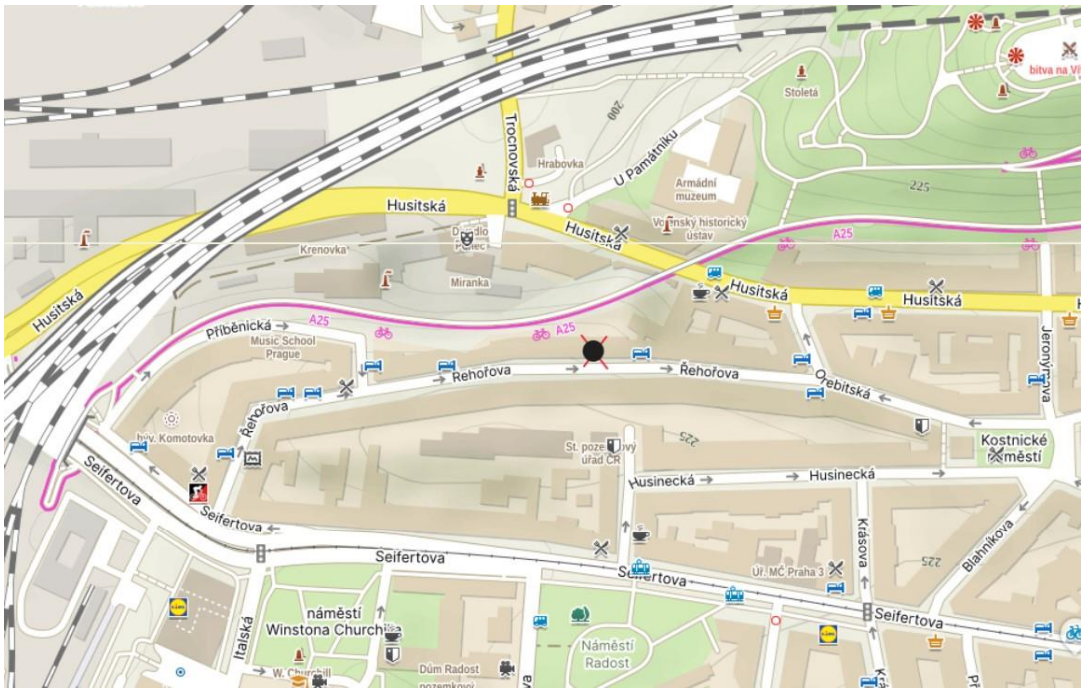 Stoletá
bitva na Ví
Trocnovská
Hrabovka
U Památníku
200
Armádní
muzeum
225
Husitská
Vojenský historický
ústav
Husitská
A25
Krenovka
Miranka
Husitská
Husitská
Husitská
A25
Příběnická
Music School
Prague
A25
Jeronýmova
Řehořova
Řehořova
Orebitská
Řehořova
býv. Komotovka
225
St. poze
úřad ČR
Kostnické
náměstí
Seifertova
Husinecká
Husinecká
Seifertova
Krásova
Blahníkova
225
Seifertova
Seifertova
Úř. MČ Praha 3
Seifertova
náměstí
Winstona Churchilla
Italská
Náměstí
Radost
W. Churchill
Dům Radost
pozemkový